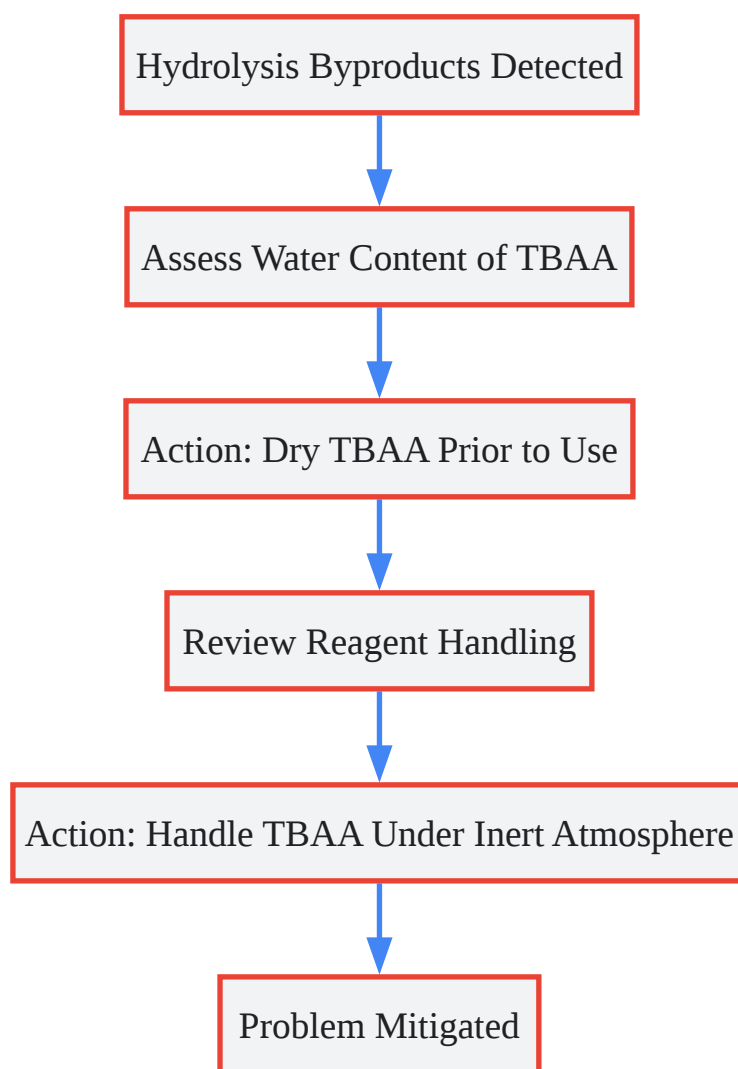 Hydrolysis Byproducts Detected
Assess Water Content of TBAA
Action: Dry TBAA Prior to Use
Review Reagent Handling
Action: Handle TBAA Under Inert Atmosphere
Problem Mitigated